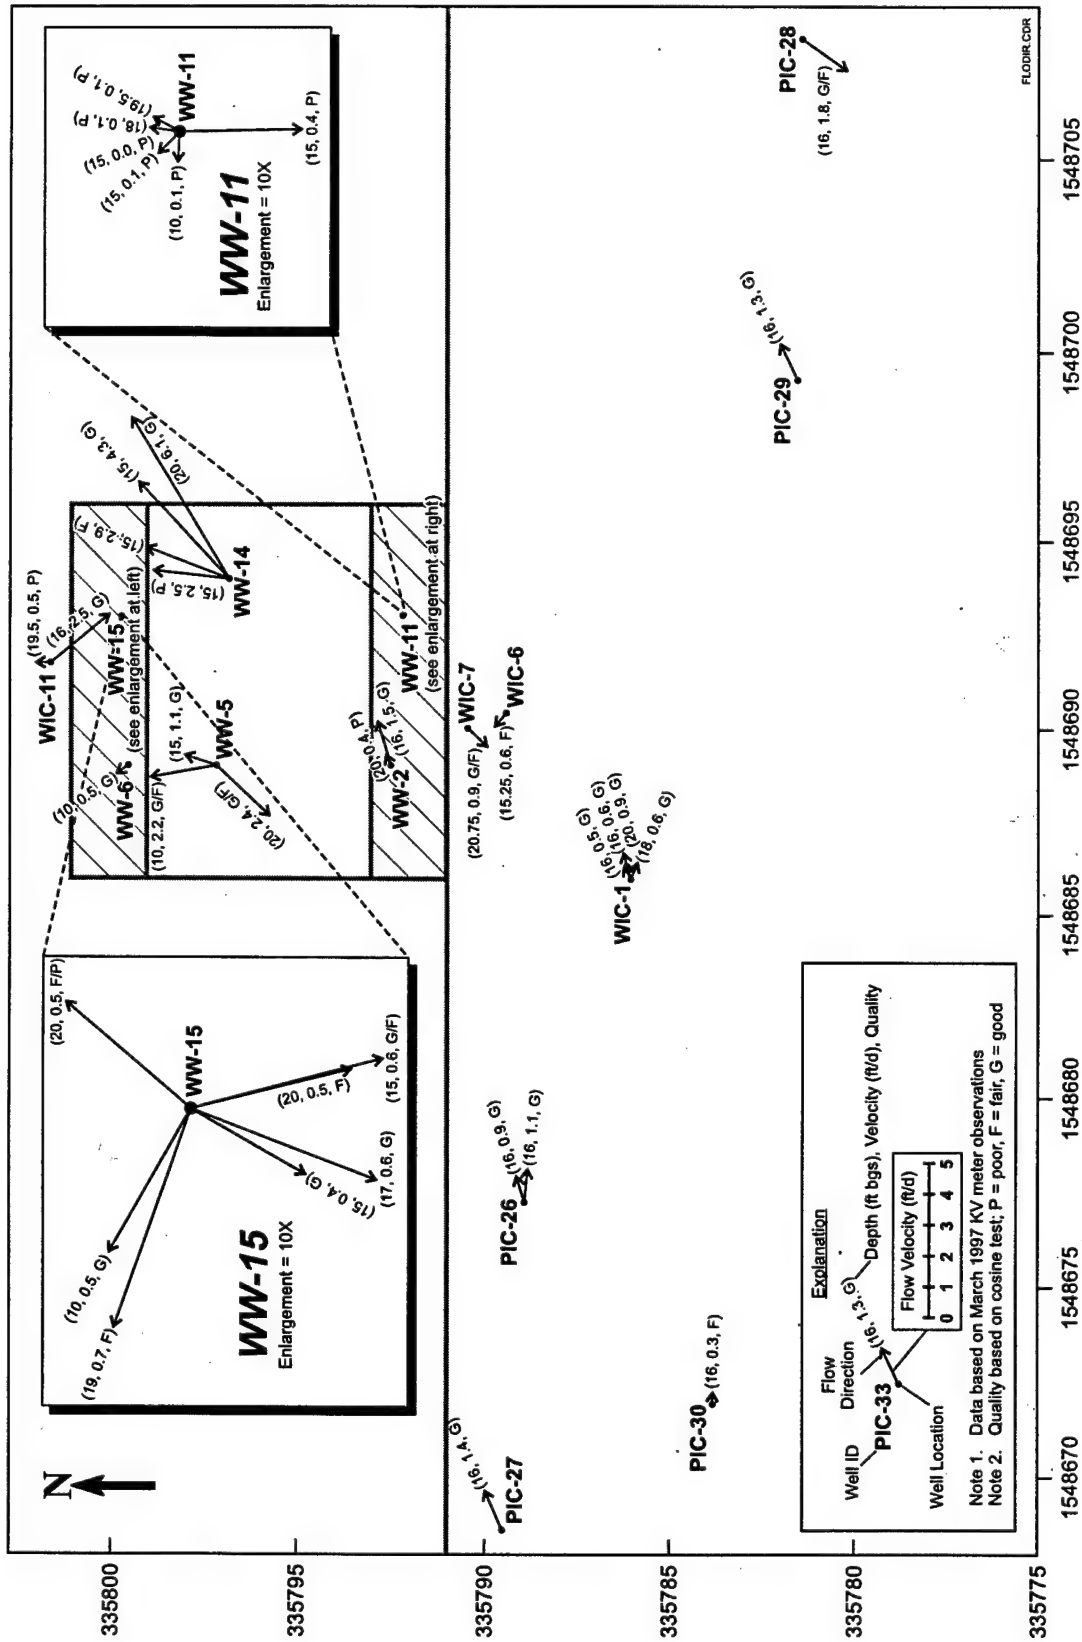 N
WW-15
Enlargement = 10X
(19, 0.7, F)
(10, 0.5, G)
(20, 0.5, F/P)
WW-15
(15, 0.4, G)
(17, 0.6, G)
(20, 0.5, F)
(15, 0.6, G/F)
WIC-11
(19.5, 0.5, P)
(16, 2.5, G)
WW-15
(see enlargement at left)
(10, 0.5, G)
WW-6
(10, 2.2, G/F)
(15, 1.1, G)
WW-5
(20, 2.4, G/F)
(15, 2.5, P)
(15, 2.9, F)
(15, 4.3, G)
(20, 6.1, G)
WW-14
(20, 0.4, P)
(16, 1.5, G)
WW-2
WW-11
(see enlargement at right)
WW-11
Enlargement = 10X
(10, 0.1, P)
(15, 0.1, P)
(15, 0.0, P)
(18, 0.1, P)
(19.5, 0.1, P)
WW-11
(15, 0.4, P)
WIC-7
(20.75, 0.9, G/F)
WIC-6
(15.25, 0.6, F)
PIC-27
(16, 1.4, G)
PIC-26
(16, 0.9, G)
(16, 1.1, G)
WIC-1
(16, 0.5, G)
(16, 0.6, G)
(20, 0.9, G)
(18, 0.6, G)
PIC-30
(16, 0.3, F)
PIC-29
(16, 1.3, G)
PIC-28
(16, 1.8, G/F)
Explanation
Well ID
Flow
Direction
PIC-33
(16, 1.3, G)
Depth (ft bgs), Velocity (ft/d), Quality
Well Location
Flow Velocity (ft/d)
0 1 2 3 4 5
Note 1. Data based on March 1997 KV meter observations
Note 2. Quality based on cosine test; P = poor, F = fair, G = good
FLODIR.CDR
335800
335795
335790
335785
335780
335775
1548670
1548675
1548680
1548685
1548690
1548695
1548700
1548705